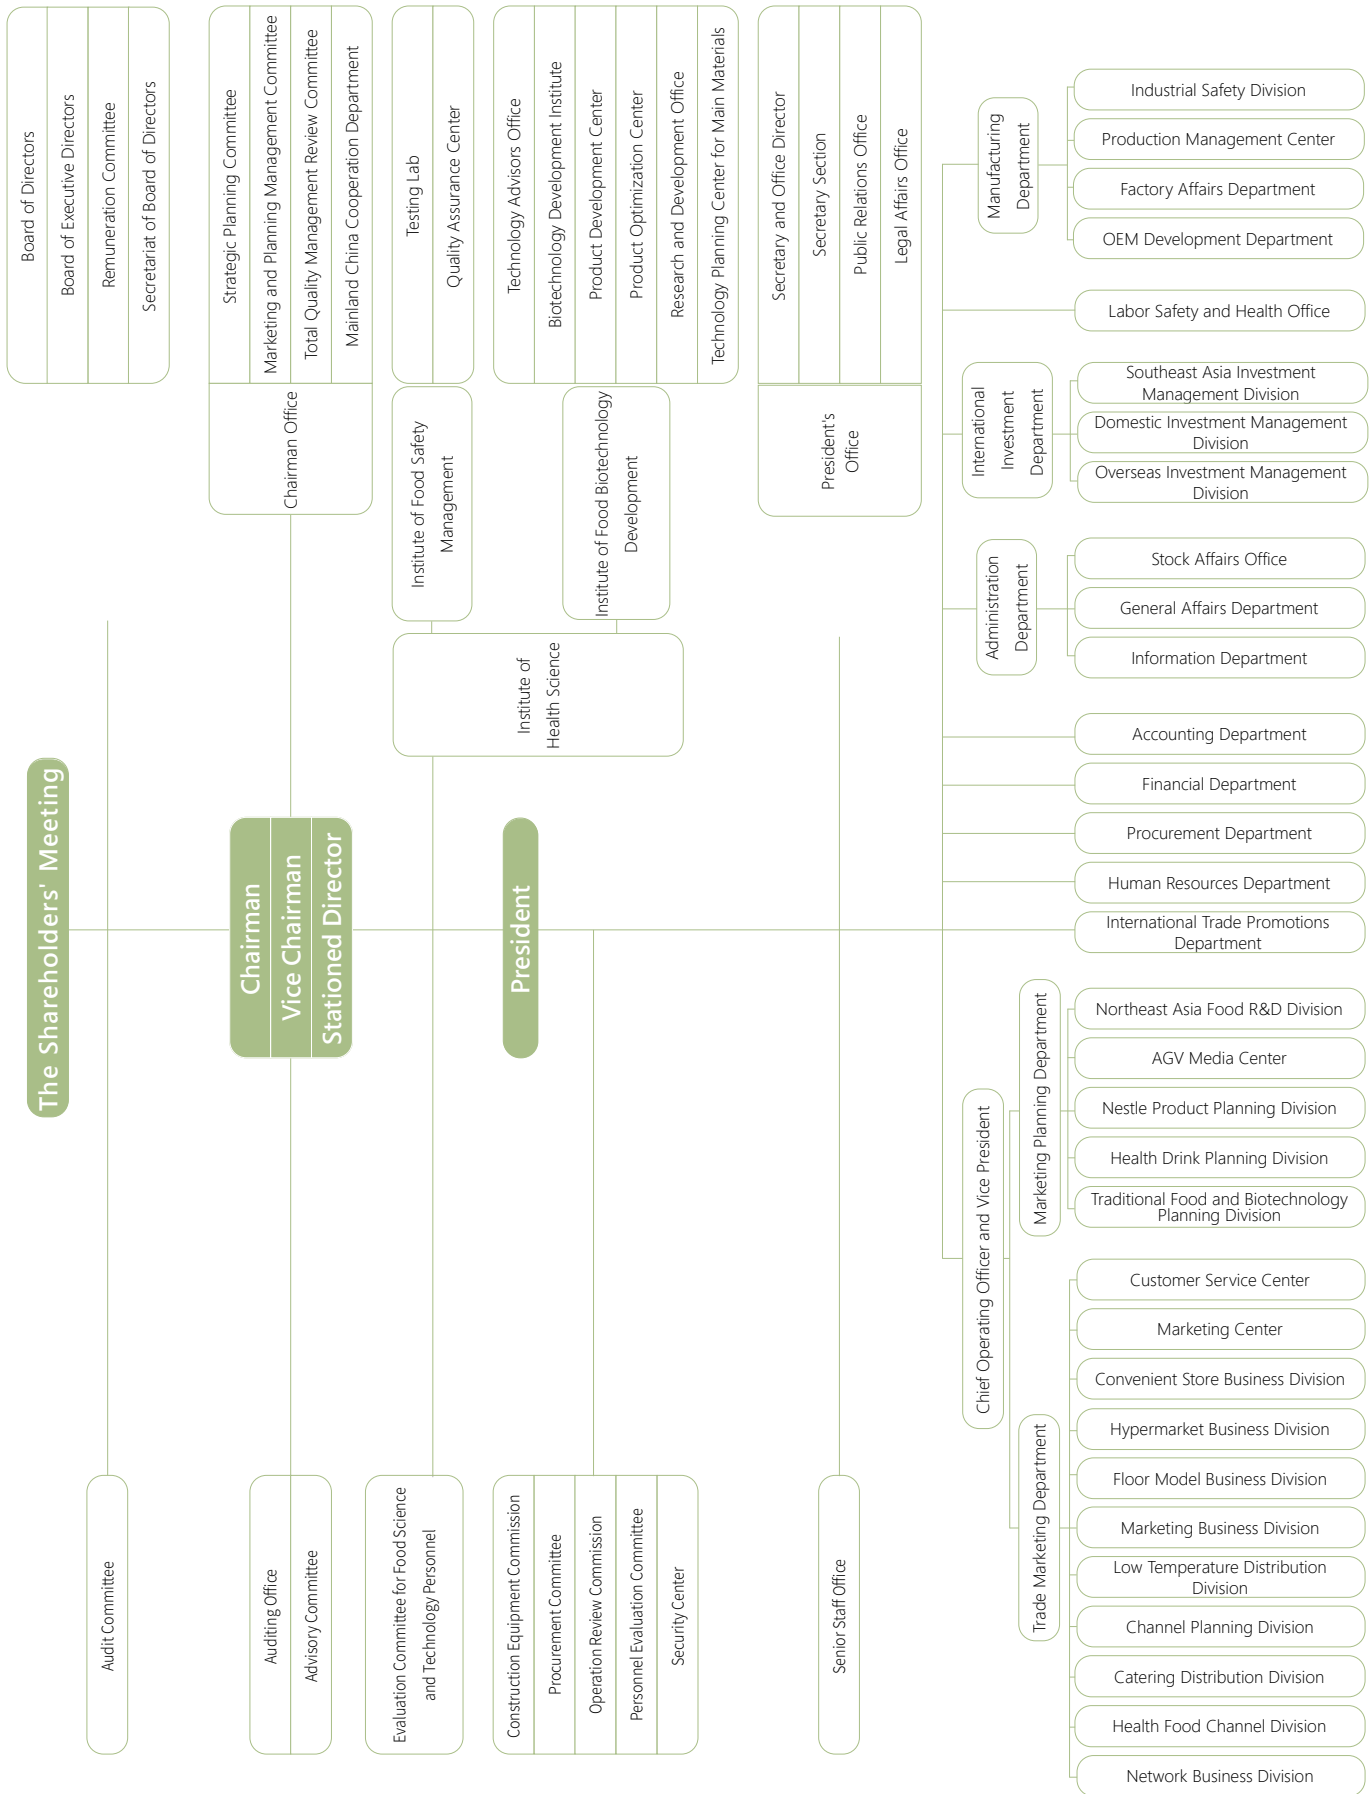 The Shareholders' Meeting
Board of Directors
Board of Executive Directors
Remuneration Committee
Secretariat of Board of Directors
Audit Committee
Chairman
Vice Chairman
Stationed Director
Chairman Office
Strategic Planning Committee
Marketing and Planning Management Committee
Total Quality Management Review Committee
Mainland China Cooperation Department
Auditing Office
Advisory Committee
Evaluation Committee for Food Science
and Technology Personnel
Institute of
Health Science
Institute of Food Safety
Management
Testing Lab
Quality Assurance Center
Institute of Food Biotechnology
Development
Technology Advisors Office
Biotechnology Development Institute
Product Development Center
Product Optimization Center
Research and Development Office
Technology Planning Center for Main Materials
President
Construction Equipment Commission
Procurement Committee
Operation Review Commission
Personnel Evaluation Committee
Security Center
President's
Office
Secretary and Office Director
Secretary Section
Public Relations Office
Legal Affairs Office
Senior Staff Office
Manufacturing
Department
Industrial Safety Division
Production Management Center
Factory Affairs Department
OEM Development Department
Labor Safety and Health Office
International
Investment
Department
Southeast Asia Investment
Management Division
Domestic Investment Management
Division
Overseas Investment Management
Division
Administration
Department
Stock Affairs Office
General Affairs Department
Information Department
Accounting Department
Financial Department
Procurement Department
Human Resources Department
International Trade Promotions
Department
Chief Operating Officer and Vice President
Marketing Planning Department
Northeast Asia Food R&D Division
AGV Media Center
Nestle Product Planning Division
Health Drink Planning Division
Traditional Food and Biotechnology
Planning Division
Trade Marketing Department
Customer Service Center
Marketing Center
Convenient Store Business Division
Hypermarket Business Division
Floor Model Business Division
Marketing Business Division
Low Temperature Distribution
Division
Channel Planning Division
Catering Distribution Division
Health Food Channel Division
Network Business Division